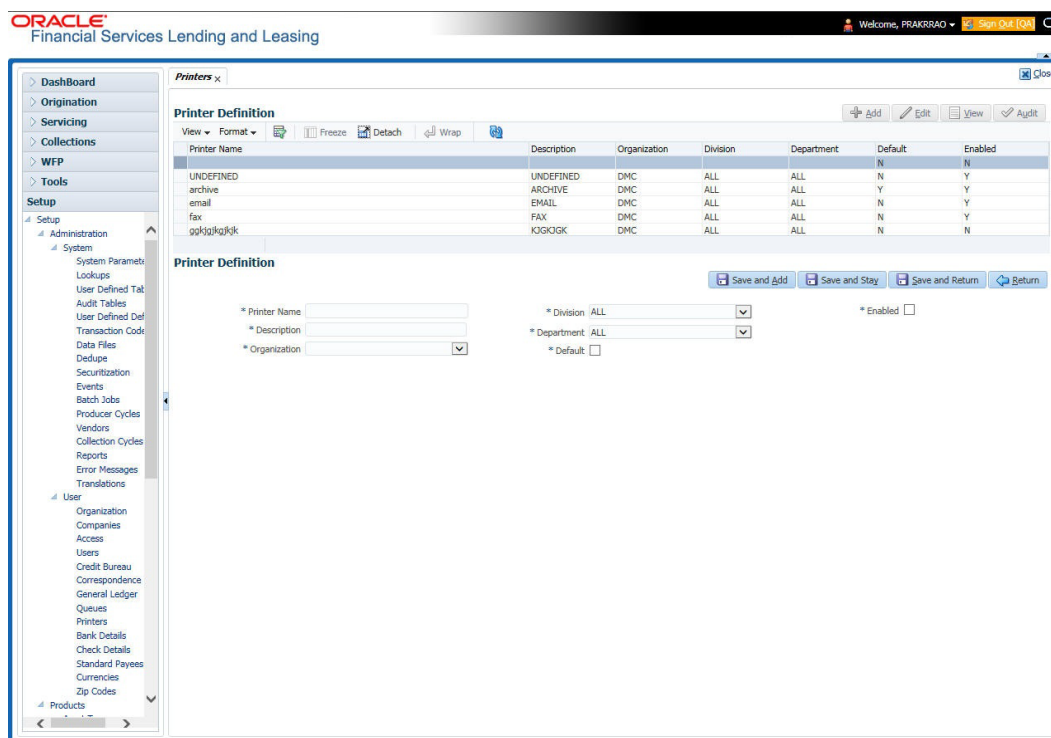 ORACLE
Welcome, PRAKRRAO Sign Out [QA]
Financial Services Lending and Leasing
Printers x
Close
DashBoard
Origination
Servicing
Collections
WFP
Tools
Setup
Setup
Administration
System
System Paramete
Lookups
User Defined Tab
Audit Tables
User Defined Def
Transaction Code
Data Files
Dedupe
Securitization
Events
Batch Jobs
Producer Cycles
Vendors
Collection Cycles
Reports
Error Messages
Translations
User
Organization
Companies
Access
Users
Credit Bureau
Correspondence
General Ledger
Queues
Printers
Bank Details
Check Details
Standard Payees
Currencies
Zip Codes
Products
Printer Definition
Add Edit View Audit
View Format Freeze Detach Wrap
Printer Name Description Organization Division Department Default Enabled
N N
UNDEFINED UNDEFINED DMC ALL ALL N Y
archive ARCHIVE DMC ALL ALL Y Y
email EMAIL DMC ALL ALL N Y
fax FAX DMC ALL ALL N Y
KJGKJGK DMC ALL ALL N N
Printer Definition
Save and Add Save and Stay Save and Return Return
* Printer Name * Division ALL * Enabled
* Description * Department ALL
* Organization * Default